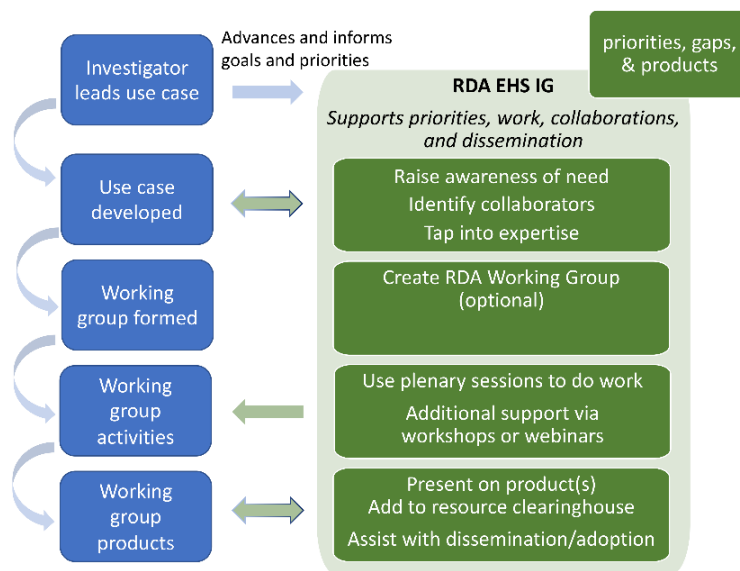 Advances and informs
goals and priorities
priorities, gaps,
& products
Investigator
leads use case
RDA EHS IG
Supports priorities, work, collaborations,
and dissemination
Use case
developed
Raise awareness of need
Identify collaborators
Tap into expertise
Working
group formed
Create RDA Working Group
(optional)
Working
group
activities
Use plenary sessions to do work
Additional support via
workshops or webinars
Working
group
products
Present on product(s)
Add to resource clearinghouse
Assist with dissemination/adoption